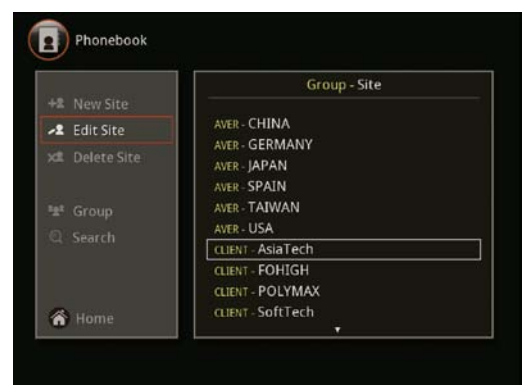 Phonebook
New Site
Edit Site
Delete Site
Group
Search
Home
Group - Site
AVER - CHINA
AVER - GERMANY
AVER - JAPAN
AVER - SPAIN
AVER - TAIWAN
AVER - USA
CLIENT - AsiaTech
CLIENT - FOHIGH
CLIENT - POLYMAX
CLIENT - SoftTech